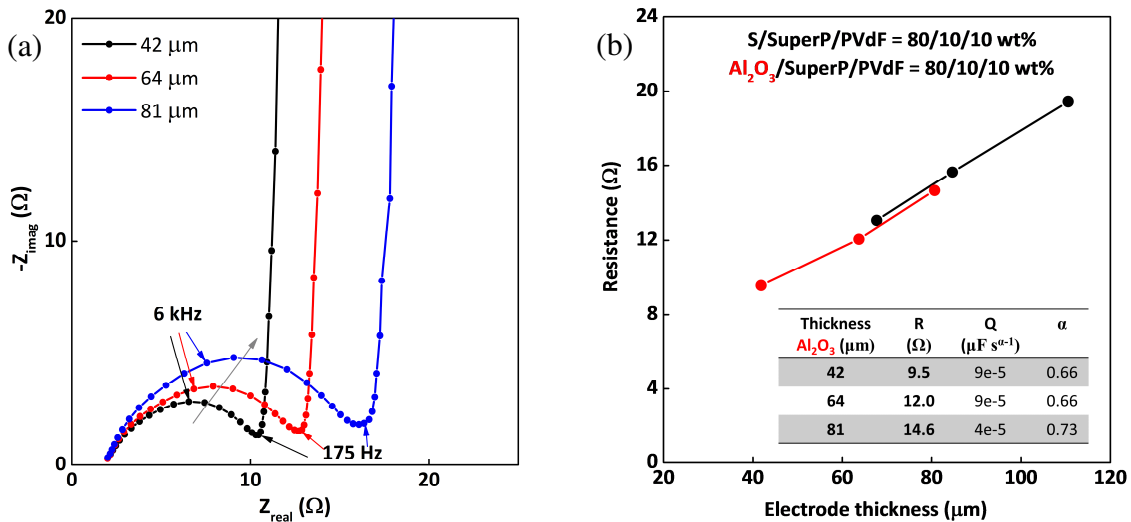 (a)
20
10
0
0
10
20
-Z_imag (Ω)
Z_real (Ω)
42 μm
64 μm
81 μm
6 kHz
175 Hz
(b)
24
20
16
12
8
4
0
20
40
60
80
100
120
Resistance (Ω)
Electrode thickness (μm)
S/SuperP/PVdF = 80/10/10 wt%
Al₂O₃/SuperP/PVdF = 80/10/10 wt%
Thickness R Q α
Al₂O₃ (μm) (Ω) (μF s^α-1)
42 9.5 9e-5 0.66
64 12.0 9e-5 0.66
81 14.6 4e-5 0.73